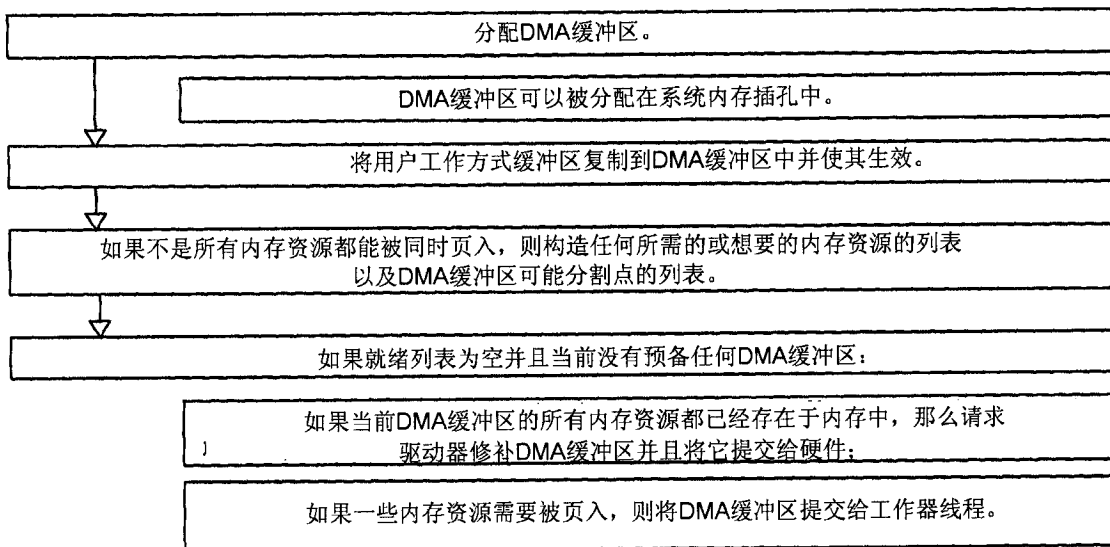 分配DMA缓冲区。
DMA缓冲区可以被分配在系统内存插孔中。
将用户工作方式缓冲区复制到DMA缓冲区中并使其生效。
如果不是所有内存资源都能被同时页入，则构造任何所需的或想要的内存资源的列表
以及DMA缓冲区可能分割点的列表。
如果就绪列表为空并且当前没有预备任何DMA缓冲区：
如果当前DMA缓冲区的所有内存资源都已经存在于内存中，那么请求
驱动器修补DMA缓冲区并且将它提交给硬件；
如果一些内存资源需要被页入，则将DMA缓冲区提交给工作器线程。